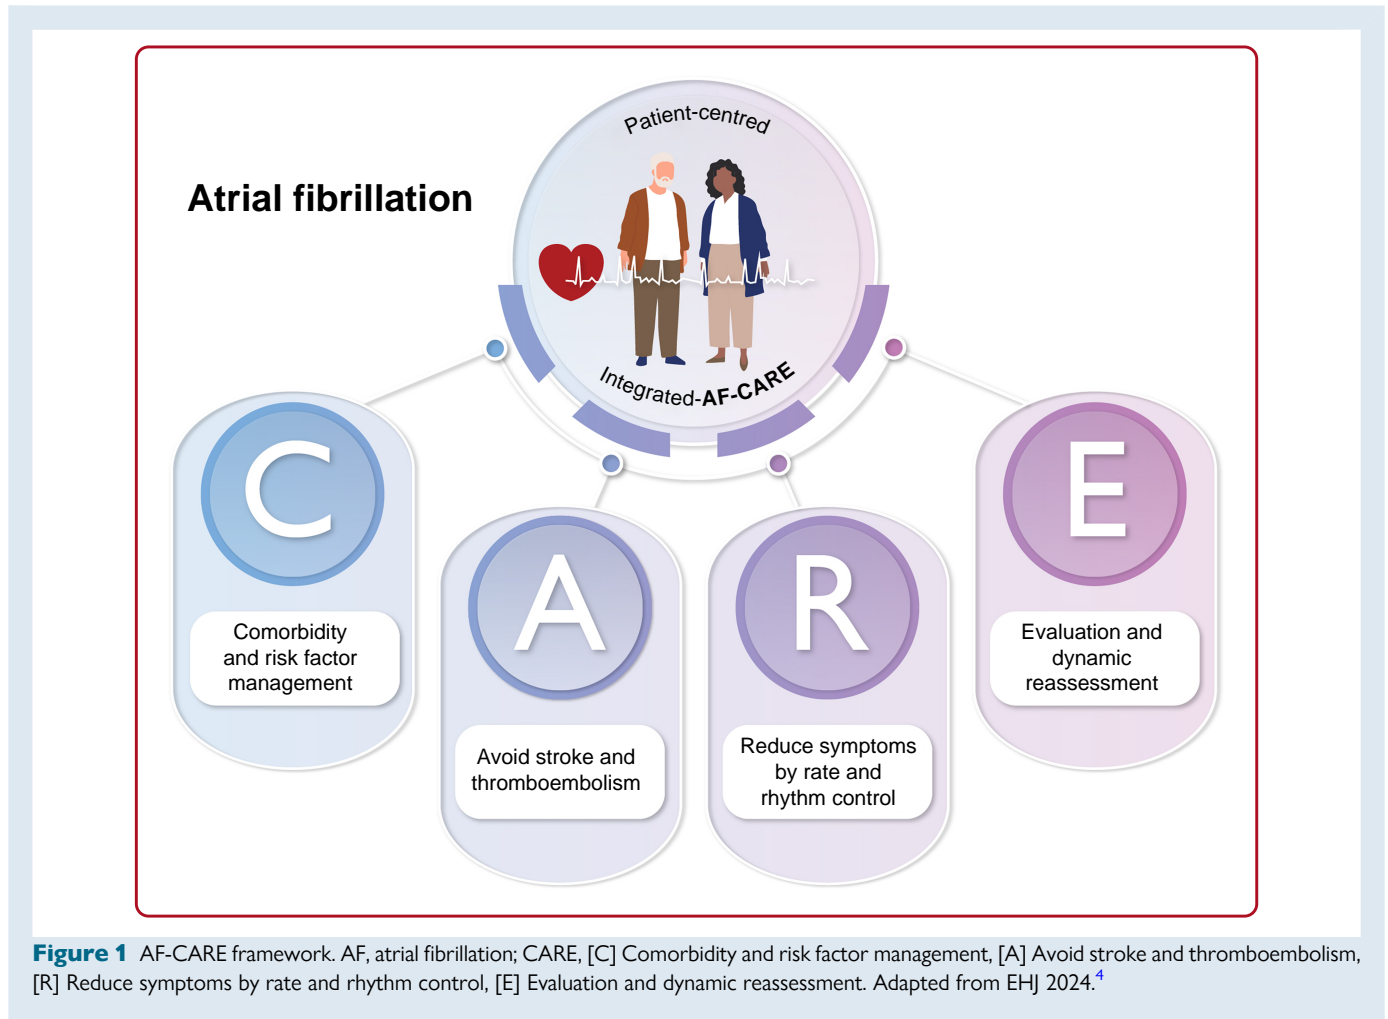 Atrial fibrillation
Patient-centred
Integrated-AF-CARE
C
Comorbidity
and risk factor
management
A
Avoid stroke and
thromboembolism
R
Reduce symptoms
by rate and
rhythm control
E
Evaluation and
dynamic
reassessment
Figure 1 AF-CARE framework. AF, atrial fibrillation; CARE, [C] Comorbidity and risk factor management, [A] Avoid stroke and thromboembolism,
[R] Reduce symptoms by rate and rhythm control, [E] Evaluation and dynamic reassessment. Adapted from EHJ 2024.4